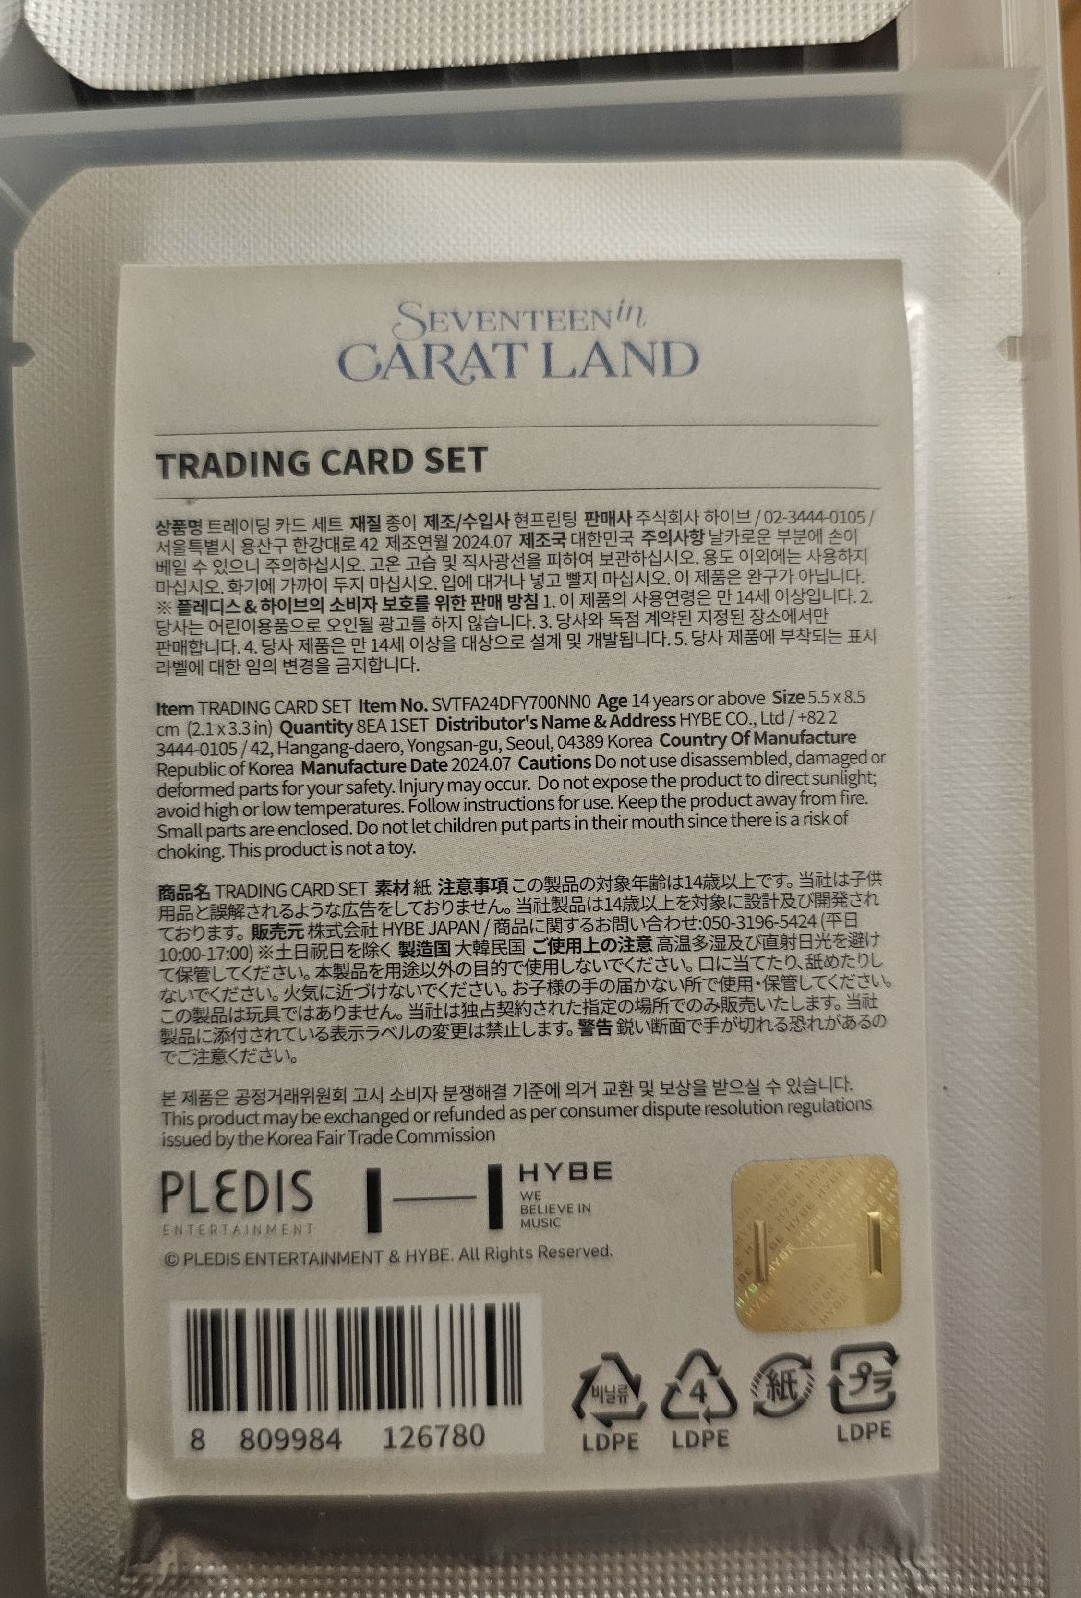 SEVENTEEN in
CARAT LAND
TRADING CARD SET
상품명 트레이딩 카드 세트 재질 종이 제조/수입사 현프린팅 판매사 주식회사 하이브 / 02-3444-0105 /
서울특별시 용산구 한강대로 42 제조연월 2024.07 제조국 대한민국 주의사항 날카로운 부분에 손이
베일 수 있으니 주의하십시오. 고온 고습 및 직사광선을 피하여 보관하십시오. 용도 이외에는 사용하지
마십시오. 화기에 가까이 두지 마십시오. 입에 대거나 넣고 빨지 마십시오. 이 제품은 완구가 아닙니다.
※ 플레디스 & 하이브의 소비자 보호를 위한 판매 방침 1. 이 제품의 사용연령은 만 14세 이상입니다. 2.
당사는 어린이용품으로 오인될 광고를 하지 않습니다. 3. 당사와 독점 계약된 지정된 장소에서만
판매합니다. 4. 당사 제품은 만 14세 이상을 대상으로 설계 및 개발됩니다. 5. 당사 제품에 부착되는 표시
라벨에 대한 임의 변경을 금지합니다.
Item TRADING CARD SET Item No. SVTFA24DFY700NN0 Age 14 years or above Size 5.5 x 8.5
cm (2.1 x 3.3 in) Quantity 8EA 1SET Distributor's Name & Address HYBE CO., Ltd / +82 2
3444-0105 / 42, Hangang-daero, Yongsan-gu, Seoul, 04389 Korea Country Of Manufacture
Republic of Korea Manufacture Date 2024.07 Cautions Do not use disassembled, damaged or
deformed parts for your safety. Injury may occur. Do not expose the product to direct sunlight;
avoid high or low temperatures. Follow instructions for use. Keep the product away from fire.
Small parts are enclosed. Do not let children put parts in their mouth since there is a risk of
choking. This product is not a toy.
商品名 TRADING CARD SET 素材 紙 注意事項 この製品の対象年齢は14歳以上です。当社は子供
用品と誤解されるような広告をしておりません。当社製品は14歳以上を対象に設計及び開発され
ております。販売元 株式会社 HYBE JAPAN / 商品に関するお問い合わせ:050-3196-5424 (平日
10:00-17:00) ※土日祝日を除く 製造国 大韓民国 ご使用上の注意 高温多湿及び直射日光を避け
て保管してください。本製品を用途以外の目的で使用しないでください。口に当てたり、舐めたりし
ないでください。火気に近づけないでください。お子様の手の届かない所で使用・保管してください。
この製品は玩具ではありません。当社は独占契約された指定の場所でのみ販売いたします。当社
製品に添付されている表示ラベルの変更は禁止します。警告 鋭い断面で手が切れる恐れがあるの
でご注意ください。
본 제품은 공정거래위원회 고시 소비자 분쟁해결 기준에 의거 교환 및 보상을 받으실 수 있습니다.
This product may be exchanged or refunded as per consumer dispute resolution regulations
issued by the Korea Fair Trade Commission
PLEDIS
ENTERTAINMENT
HYBE
WE
BELIEVE IN
MUSIC
© PLEDIS ENTERTAINMENT & HYBE. All Rights Reserved.
8 809984 126780
비닐류
LDPE
4
LDPE
紙
プラ
LDPE